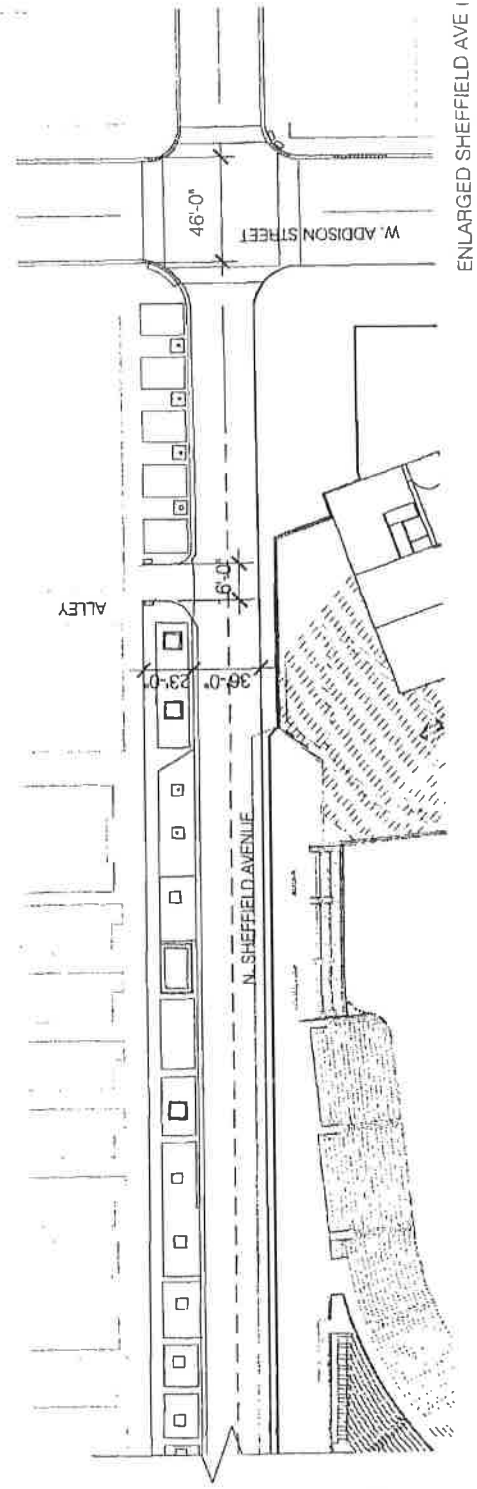 ALLEY
46'-0"
W. ADDISON STREET
16'-0"
23'-0"
36'-0"
N. SHEFFIELD AVENUE
ENLARGED SHEFFIELD AVE (